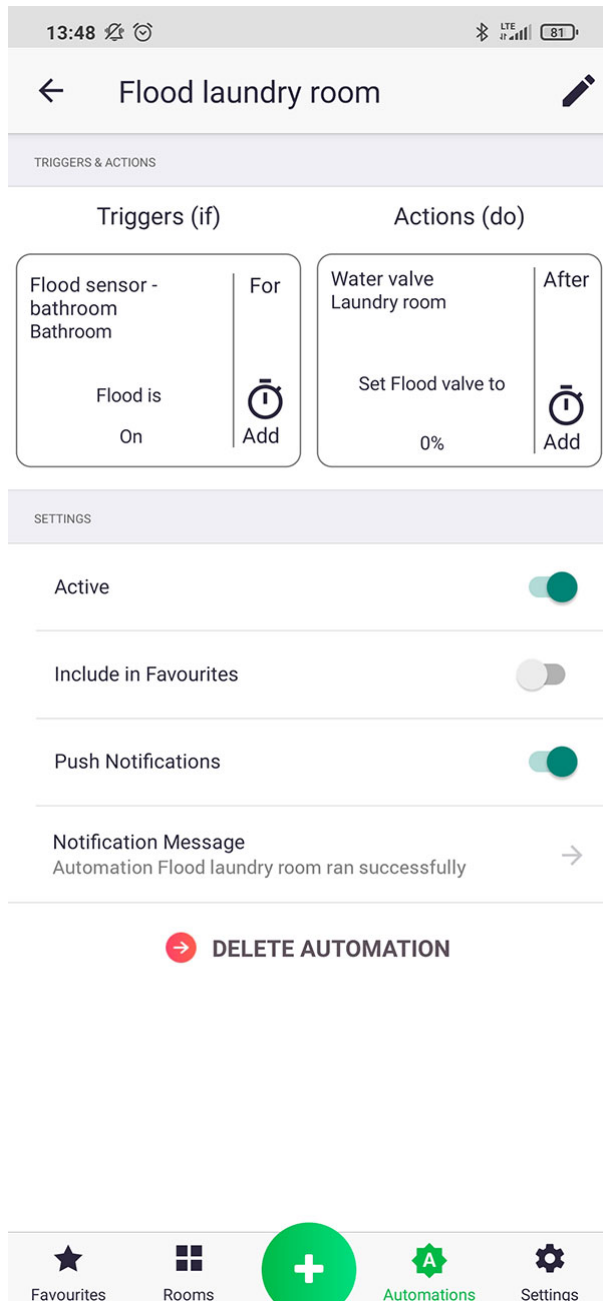 13:48
LTE
81
Flood laundry room
TRIGGERS & ACTIONS
Triggers (if)
Actions (do)
Flood sensor -
bathroom
Bathroom
For
Flood is
On
Add
Water valve
Laundry room
After
Set Flood valve to
0%
Add
SETTINGS
Active
Include in Favourites
Push Notifications
Notification Message
Automation Flood laundry room ran successfully
DELETE AUTOMATION
Favourites
Rooms
A
Automations
Settings